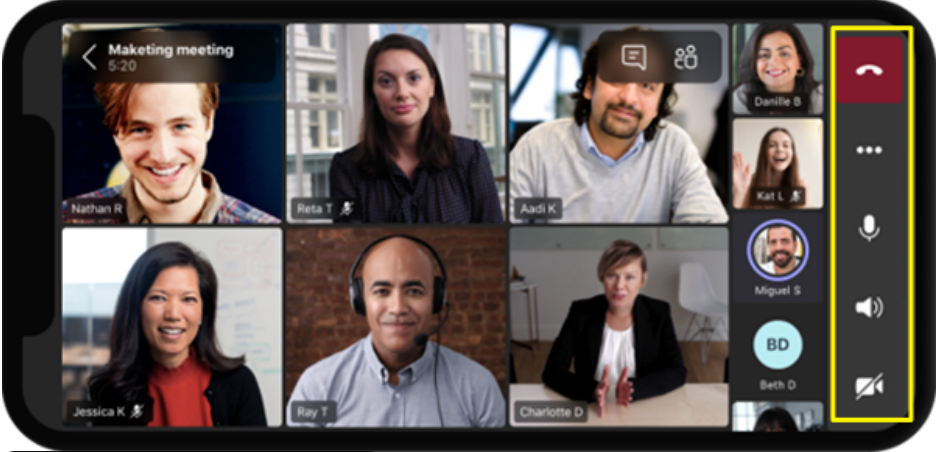 Maketing meeting
5:20
Nathan R
Reta T
Aadi K
Danille B
Kat L
Miguel S
BD
Beth D
Jessica K
Ray T
Charlotte D